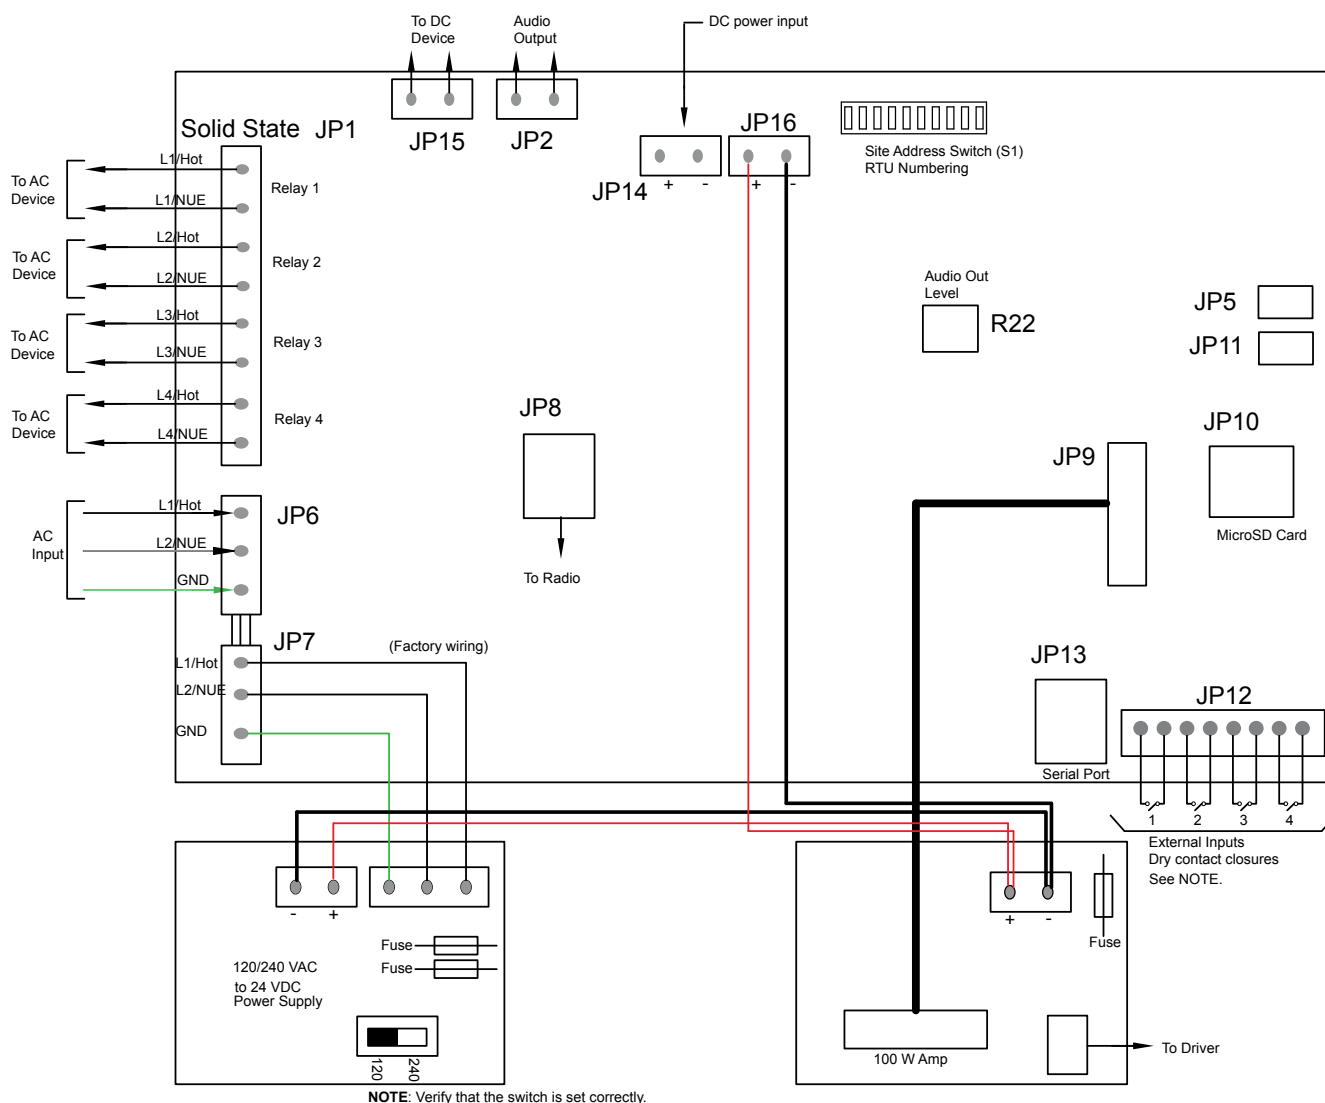 To DC
Device
Audio
Output
DC power input
Solid State JP1
JP15
JP2
JP14
+ -
JP16
+ -
Site Address Switch (S1)
RTU Numbering
To AC
Device
L1/Hot
L1/NUE
Relay 1
To AC
Device
L2/Hot
L2/NUE
Relay 2
To AC
Device
L3/Hot
L3/NUE
Relay 3
To AC
Device
L4/Hot
L4/NUE
Relay 4
Audio Out
Level
R22
JP5
JP11
JP8
To Radio
JP9
JP10
MicroSD Card
AC
Input
L1/Hot
L2/NUE
GND
JP6
JP7
(Factory wiring)
L1/Hot
L2/NUE
GND
JP13
Serial Port
JP12
1 2 3 4
External Inputs
Dry contact closures
See NOTE.
- +
Fuse
Fuse
120/240 VAC
to 24 VDC
Power Supply
120
240
NOTE: Verify that the switch is set correctly.
+ -
Fuse
100 W Amp
To Driver